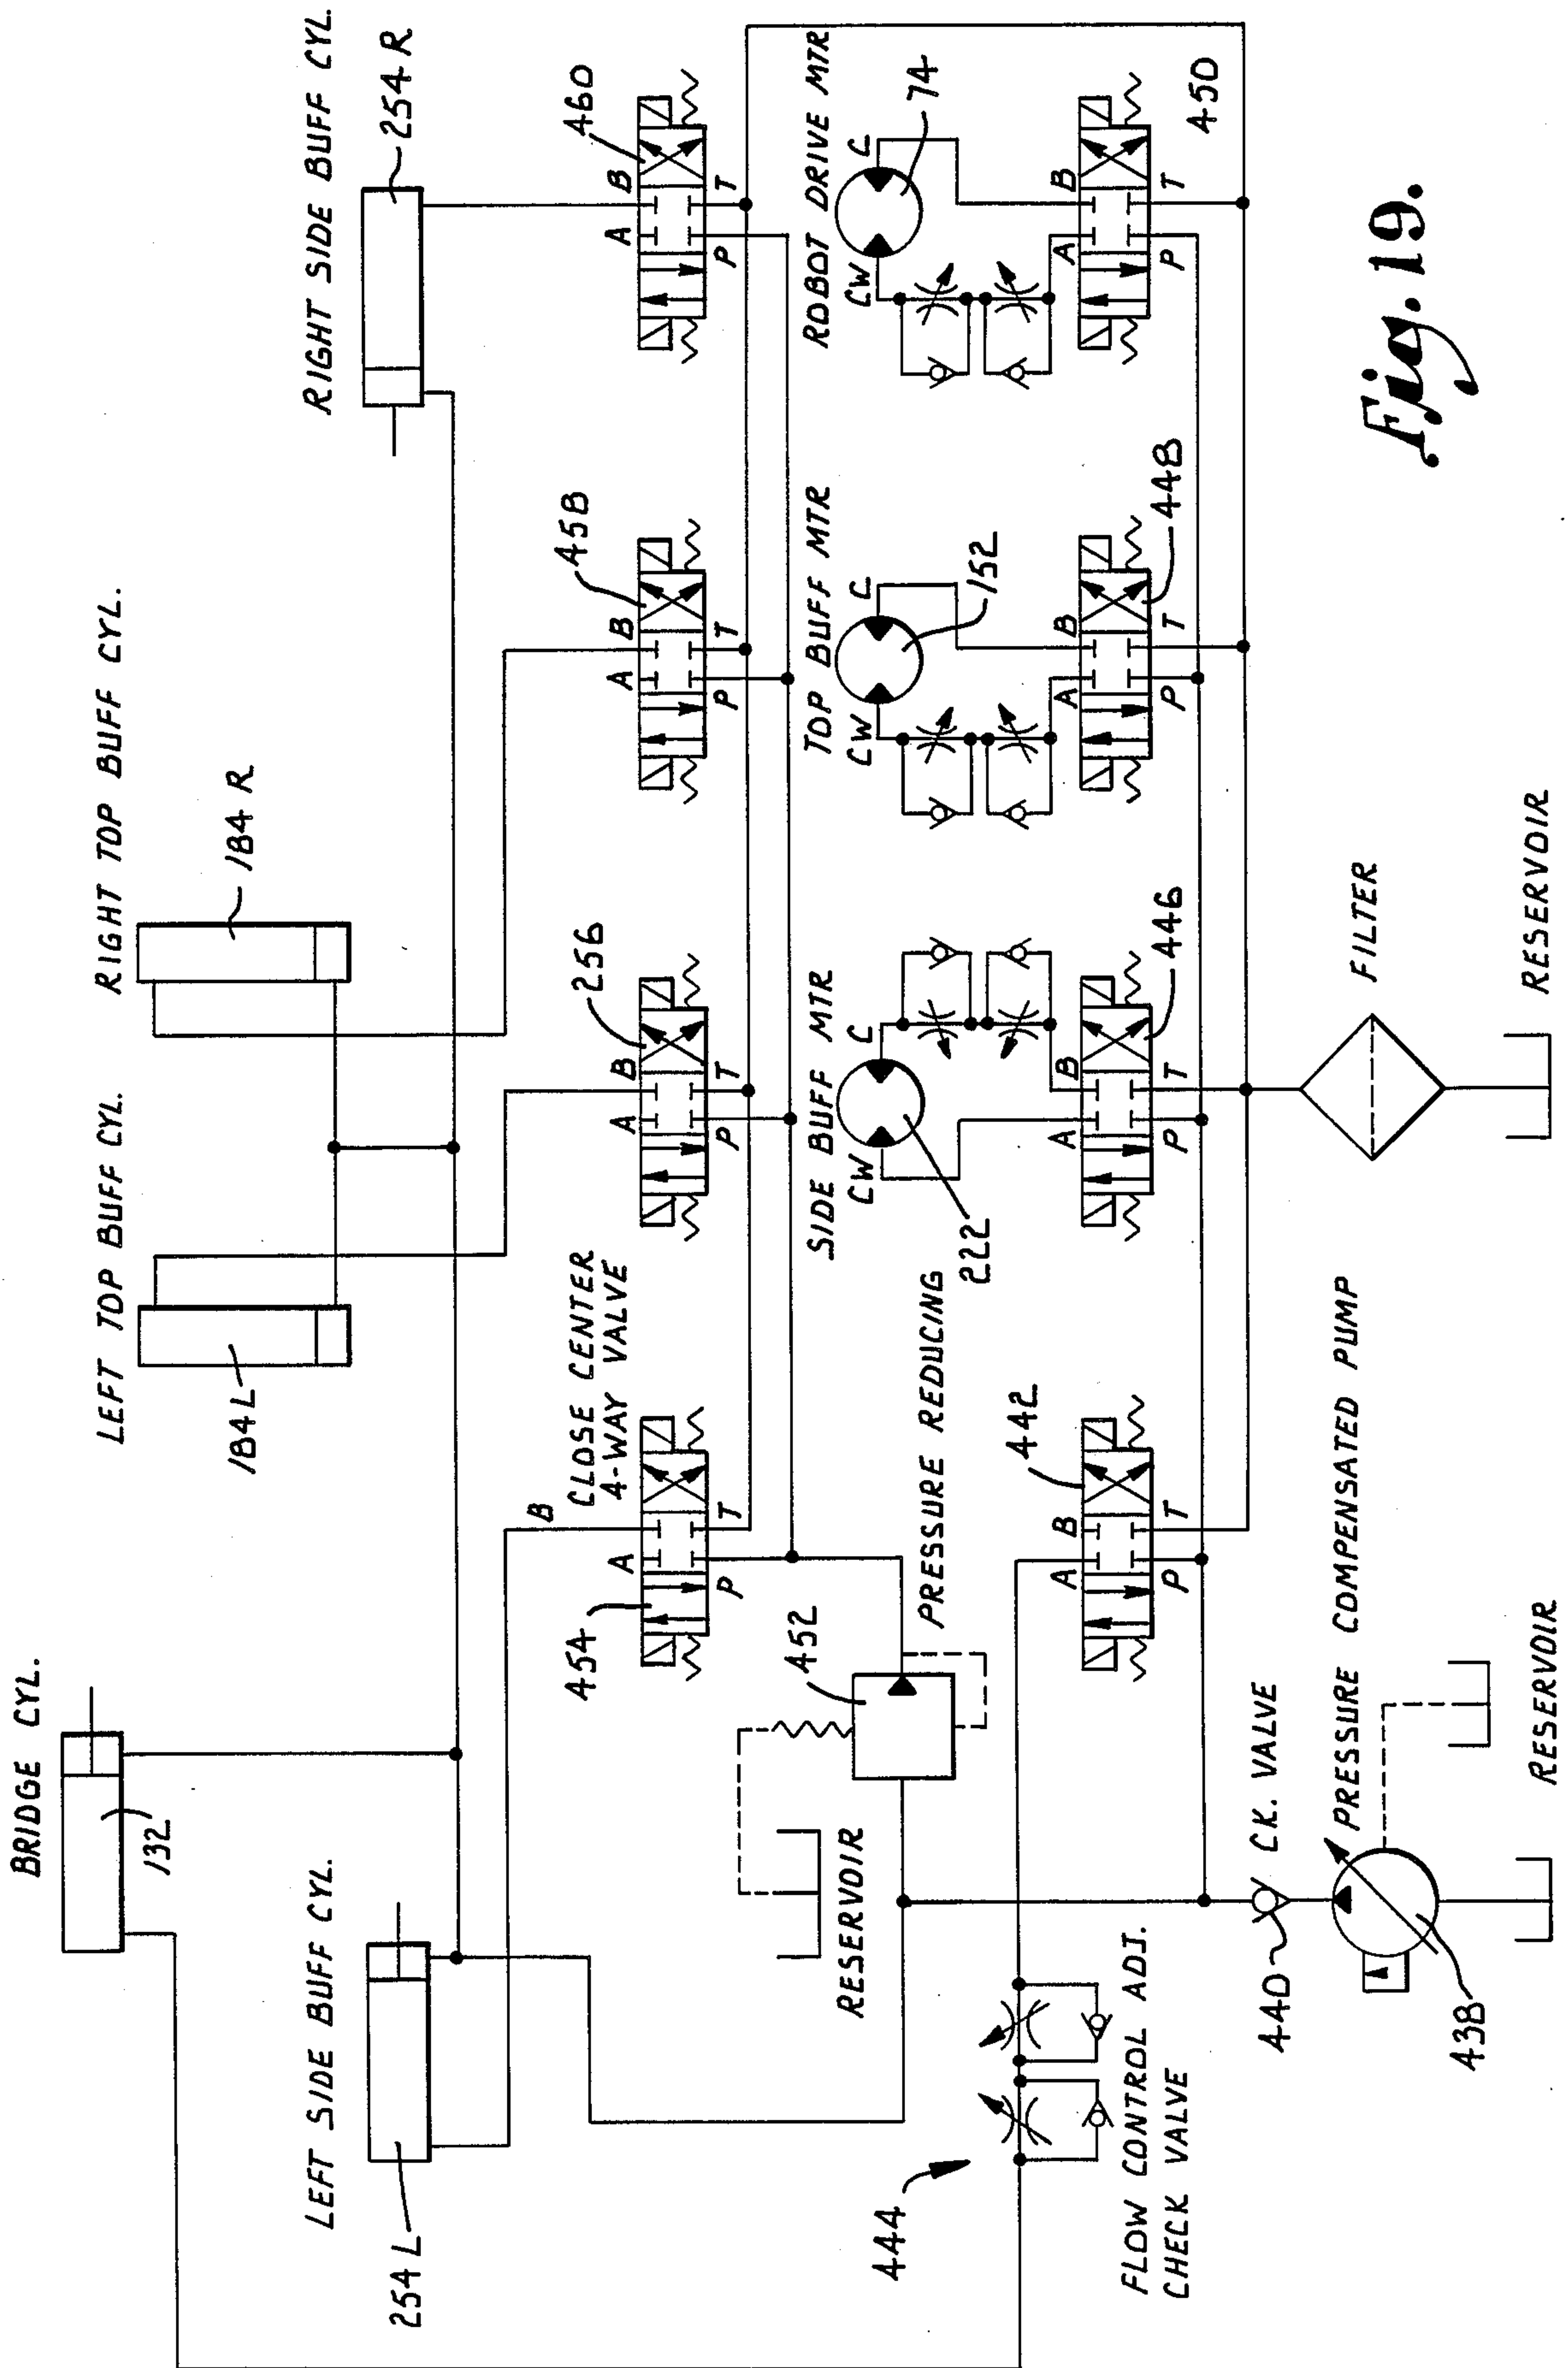 BRIDGE CYL.
132
LEFT SIDE BUFF CYL.
254 L
LEFT TOP BUFF CYL.
184L
RIGHT TOP BUFF CYL.
184 R
RIGHT SIDE BUFF CYL.
254 R
454
A
B
P
T
CLOSE CENTER
4-WAY VALVE
256
A
B
P
T
458
A
B
P
T
460
A
B
P
T
RESERVOIR
452
PRESSURE REDUCING
SIDE BUFF MTR
CW
C
222
TOP BUFF MTR
CW
C
152
ROBOT DRIVE MTR
CW
C
74
444
FLOW CONTROL ADJ.
CHECK VALVE
442
A
B
P
T
446
A
B
P
T
448
A
B
P
T
450
A
B
P
T
440
CK. VALVE
438
PRESSURE COMPENSATED PUMP
RESERVOIR
FILTER
RESERVOIR
Fig. 19.